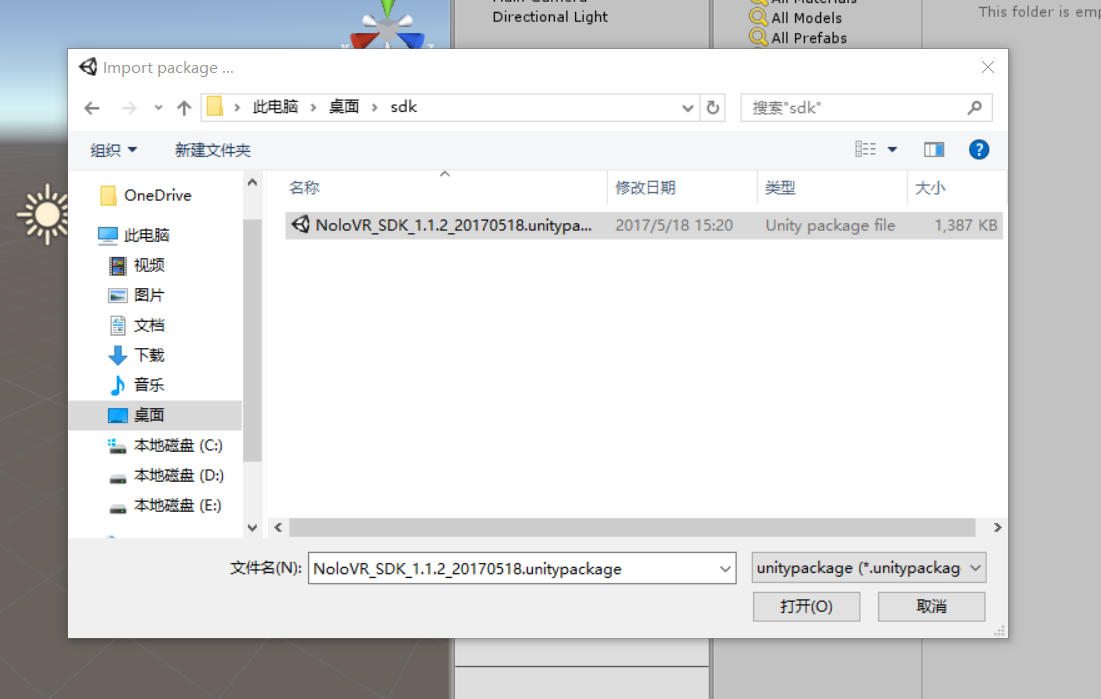 Directional Light
All Materials
All Models
All Prefabs
This folder is emp
Import package ...
此电脑 桌面 sdk
搜索"sdk"
组织 新建文件夹
名称 修改日期 类型 大小
NoloVR_SDK_1.1.2_20170518.unitypa... 2017/5/18 15:20 Unity package file 1,387 KB
OneDrive
此电脑
视频
图片
文档
下载
音乐
桌面
本地磁盘 (C:)
本地磁盘 (D:)
本地磁盘 (E:)
文件名(N): NoloVR_SDK_1.1.2_20170518.unitypackage unitypackage (*.unitypackag
打开(O) 取消